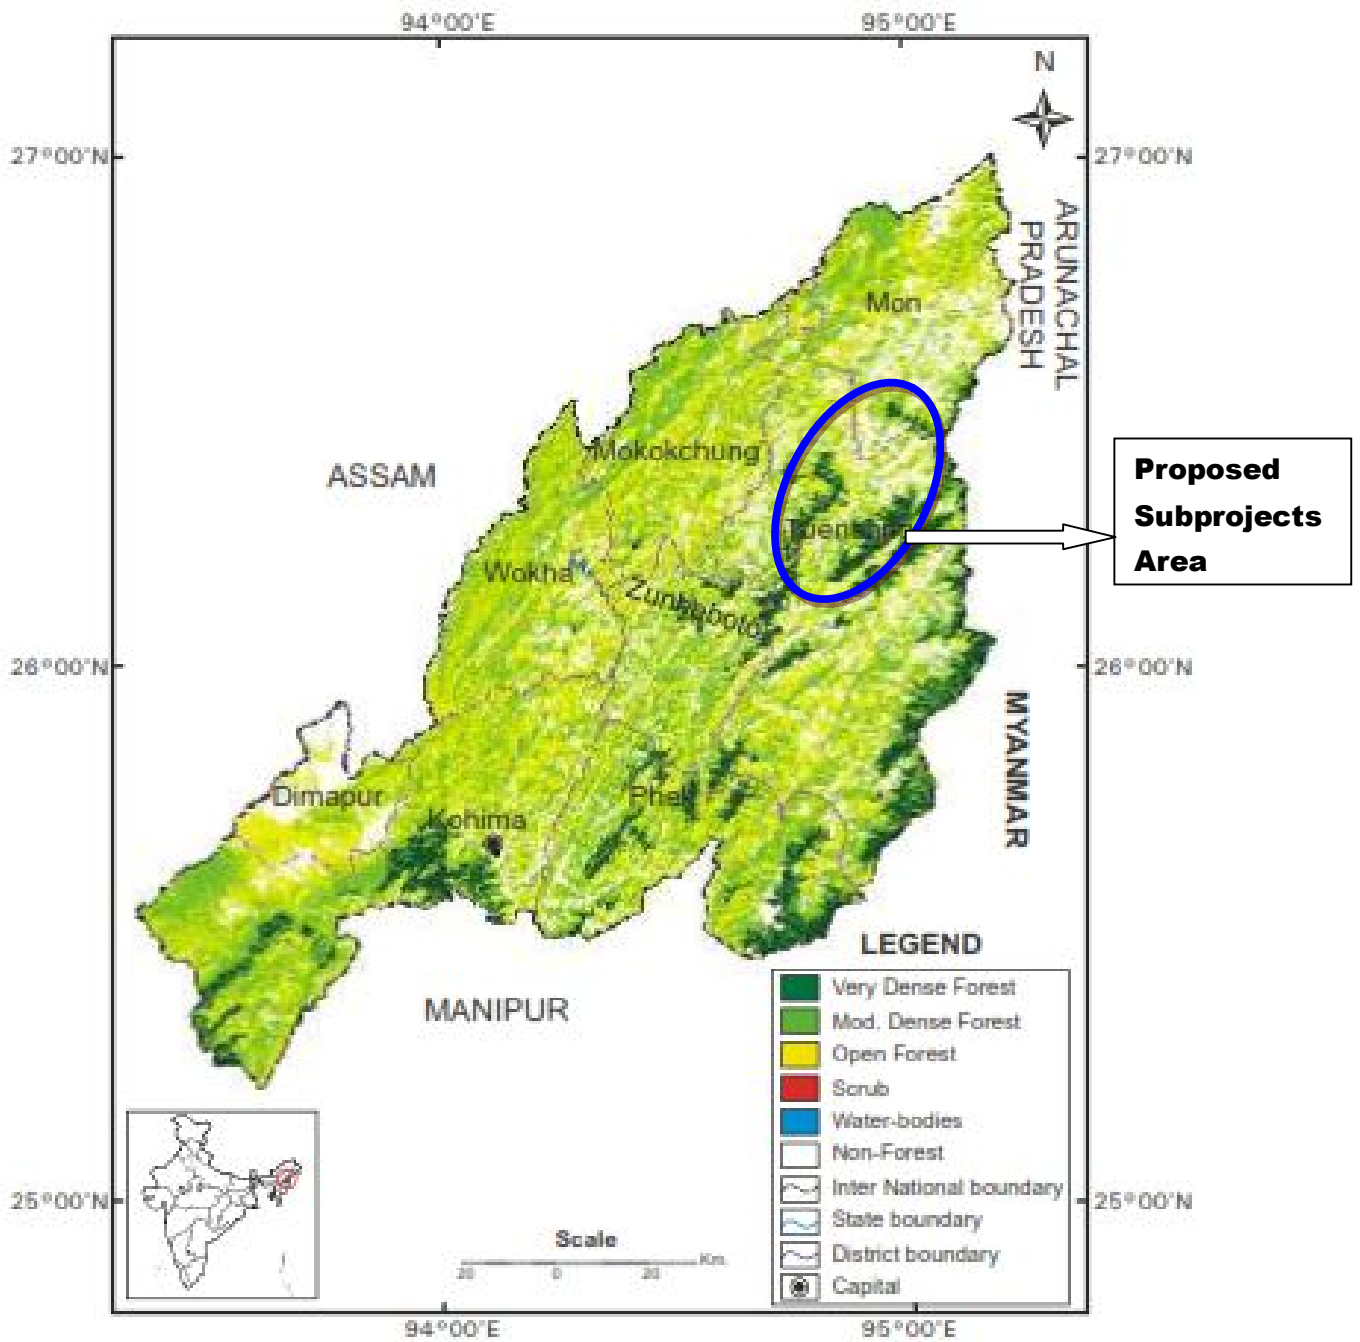 94°00'E
95°00'E
N
27°00'N
27°00'N
ARUNACHAL
PRADESH
Mon
Mokokchung
ASSAM
Proposed
Subprojects
Area
Wokha
Zunheboto
26°00'N
26°00'N
MYANMAR
Dimapur
Kohima
LEGEND
MANIPUR
Very Dense Forest
Mod. Dense Forest
Open Forest
Scrub
Water-bodies
Non-Forest
Inter National boundary
State boundary
District boundary
Capital
25°00'N
25°00'N
Scale
Km.
20
0
20
94°00'E
95°00'E